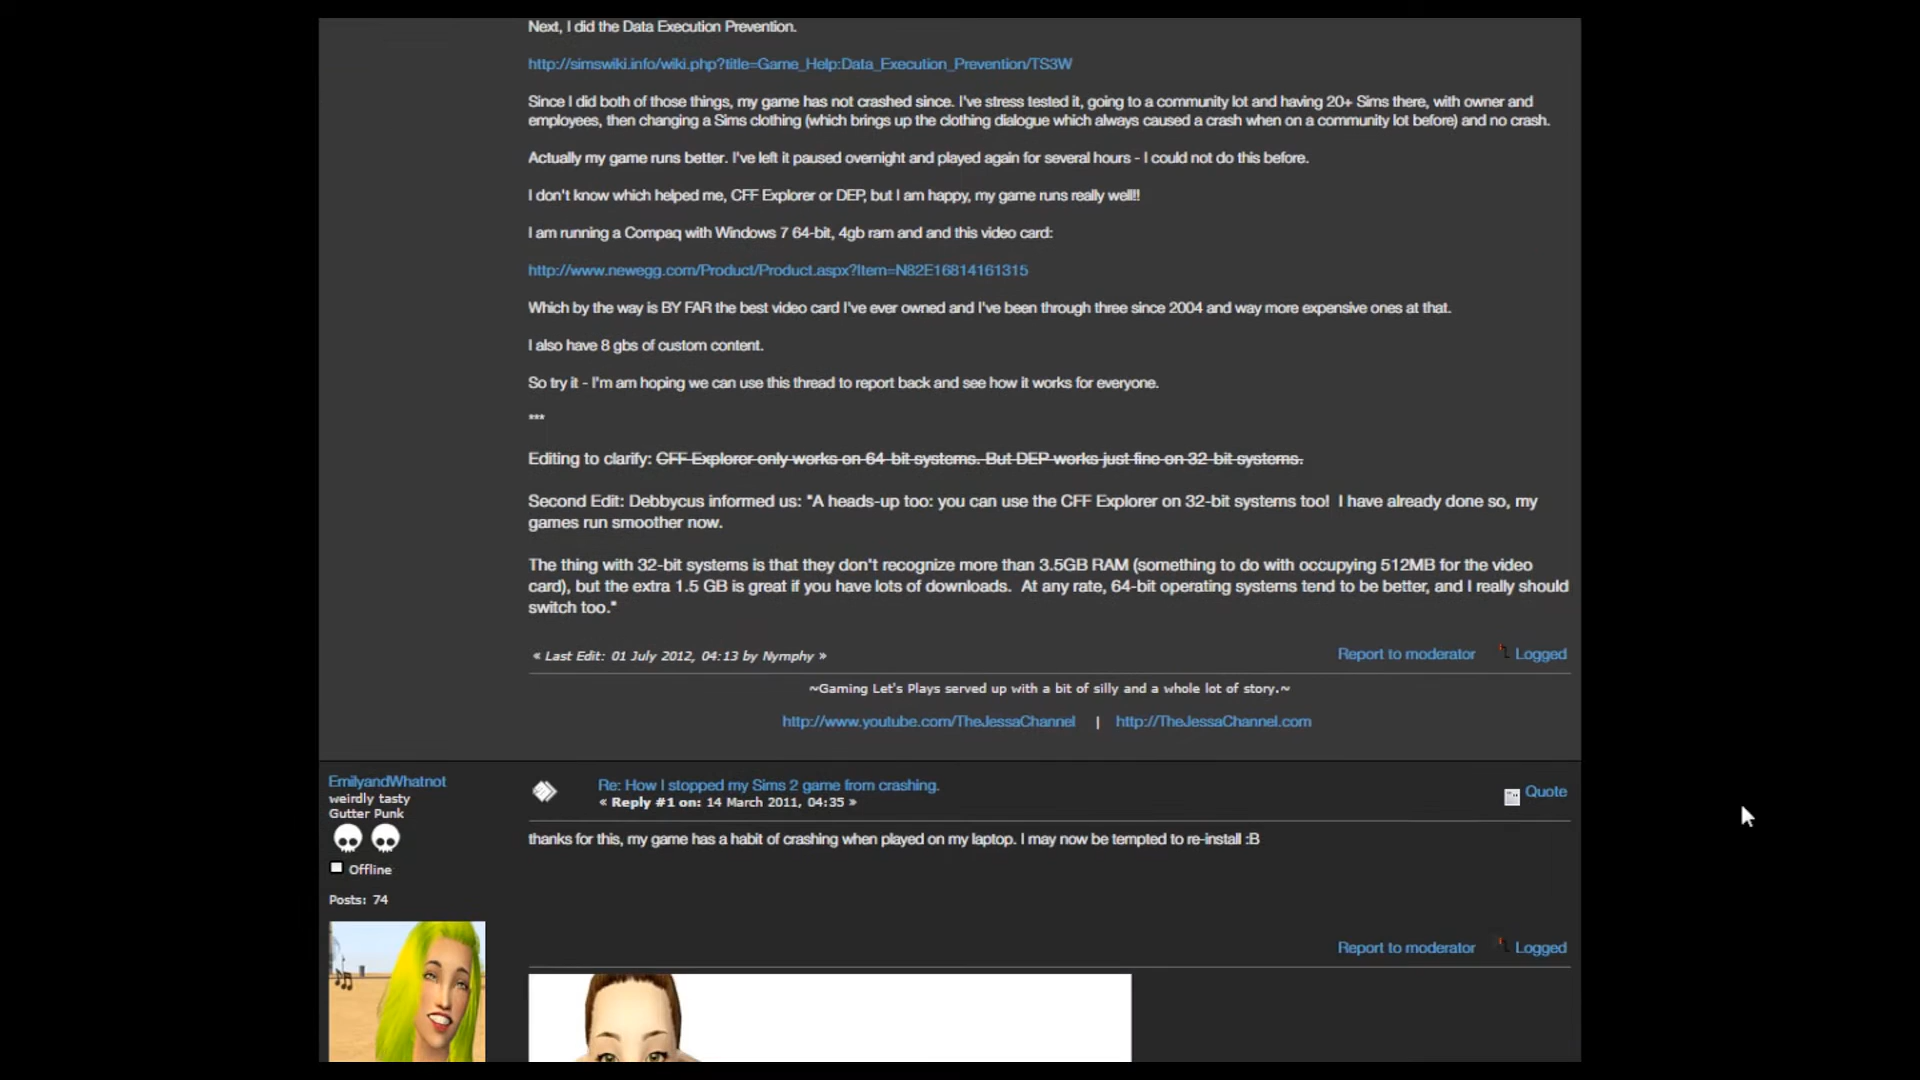 Next, I did the Data Execution Prevention.
http://simswiki.info/wiki.php?title=Game_Help:Data_Execution_Prevention/TS3W
Since I did both of those things, my game has not crashed since. I've stress tested it, going to a community lot and having 20+ Sims there, with owner and
employees, then changing a Sims clothing (which brings up the clothing dialogue which always caused a crash when on a community lot before) and no crash.
Actually my game runs better. I've left it paused overnight and played again for several hours - I could not do this before.
I don't know which helped me, CFF Explorer or DEP, but I am happy, my game runs really well!!
I am running a Compaq with Windows 7 64-bit, 4gb ram and and this video card:
http://www.newegg.com/Product/Product.aspx?Item=N82E16814161315
Which by the way is BY FAR the best video card I've ever owned and I've been through three since 2004 and way more expensive ones at that.
I also have 8 gbs of custom content.
So try it - I'm am hoping we can use this thread to report back and see how it works for everyone.
***
Editing to clarify: CFF Explorer only works on 64-bit systems. But DEP works just fine on 32-bit systems.
Second Edit: Debbycus informed us: "A heads-up too: you can use the CFF Explorer on 32-bit systems too!  I have already done so, my
games run smoother now.
The thing with 32-bit systems is that they don't recognize more than 3.5GB RAM (something to do with occupying 512MB for the video
card), but the extra 1.5 GB is great if you have lots of downloads.  At any rate, 64-bit operating systems tend to be better, and I really should
switch too."
« Last Edit: 01 July 2012, 04:13 by Nymphy »
Report to moderator
Logged
~Gaming Let's Plays served up with a bit of silly and a whole lot of story.~
http://www.youtube.com/TheJessaChannel | http://TheJessaChannel.com
EmilyandWhatnot
weirdly tasty
Gutter Punk
Offline
Posts: 74
Re: How I stopped my Sims 2 game from crashing.
« Reply #1 on: 14 March 2011, 04:35 »
Quote
thanks for this, my game has a habit of crashing when played on my laptop. I may now be tempted to re-install :B
Report to moderator
Logged